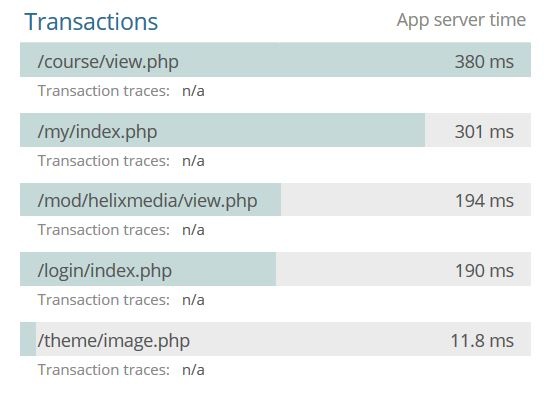 Transactions App server time
/course/view.php 380 ms
Transaction traces: n/a
/my/index.php 301 ms
Transaction traces: n/a
/mod/helixmedia/view.php 194 ms
Transaction traces: n/a
/login/index.php 190 ms
Transaction traces: n/a
/theme/image.php 11.8 ms
Transaction traces: n/a